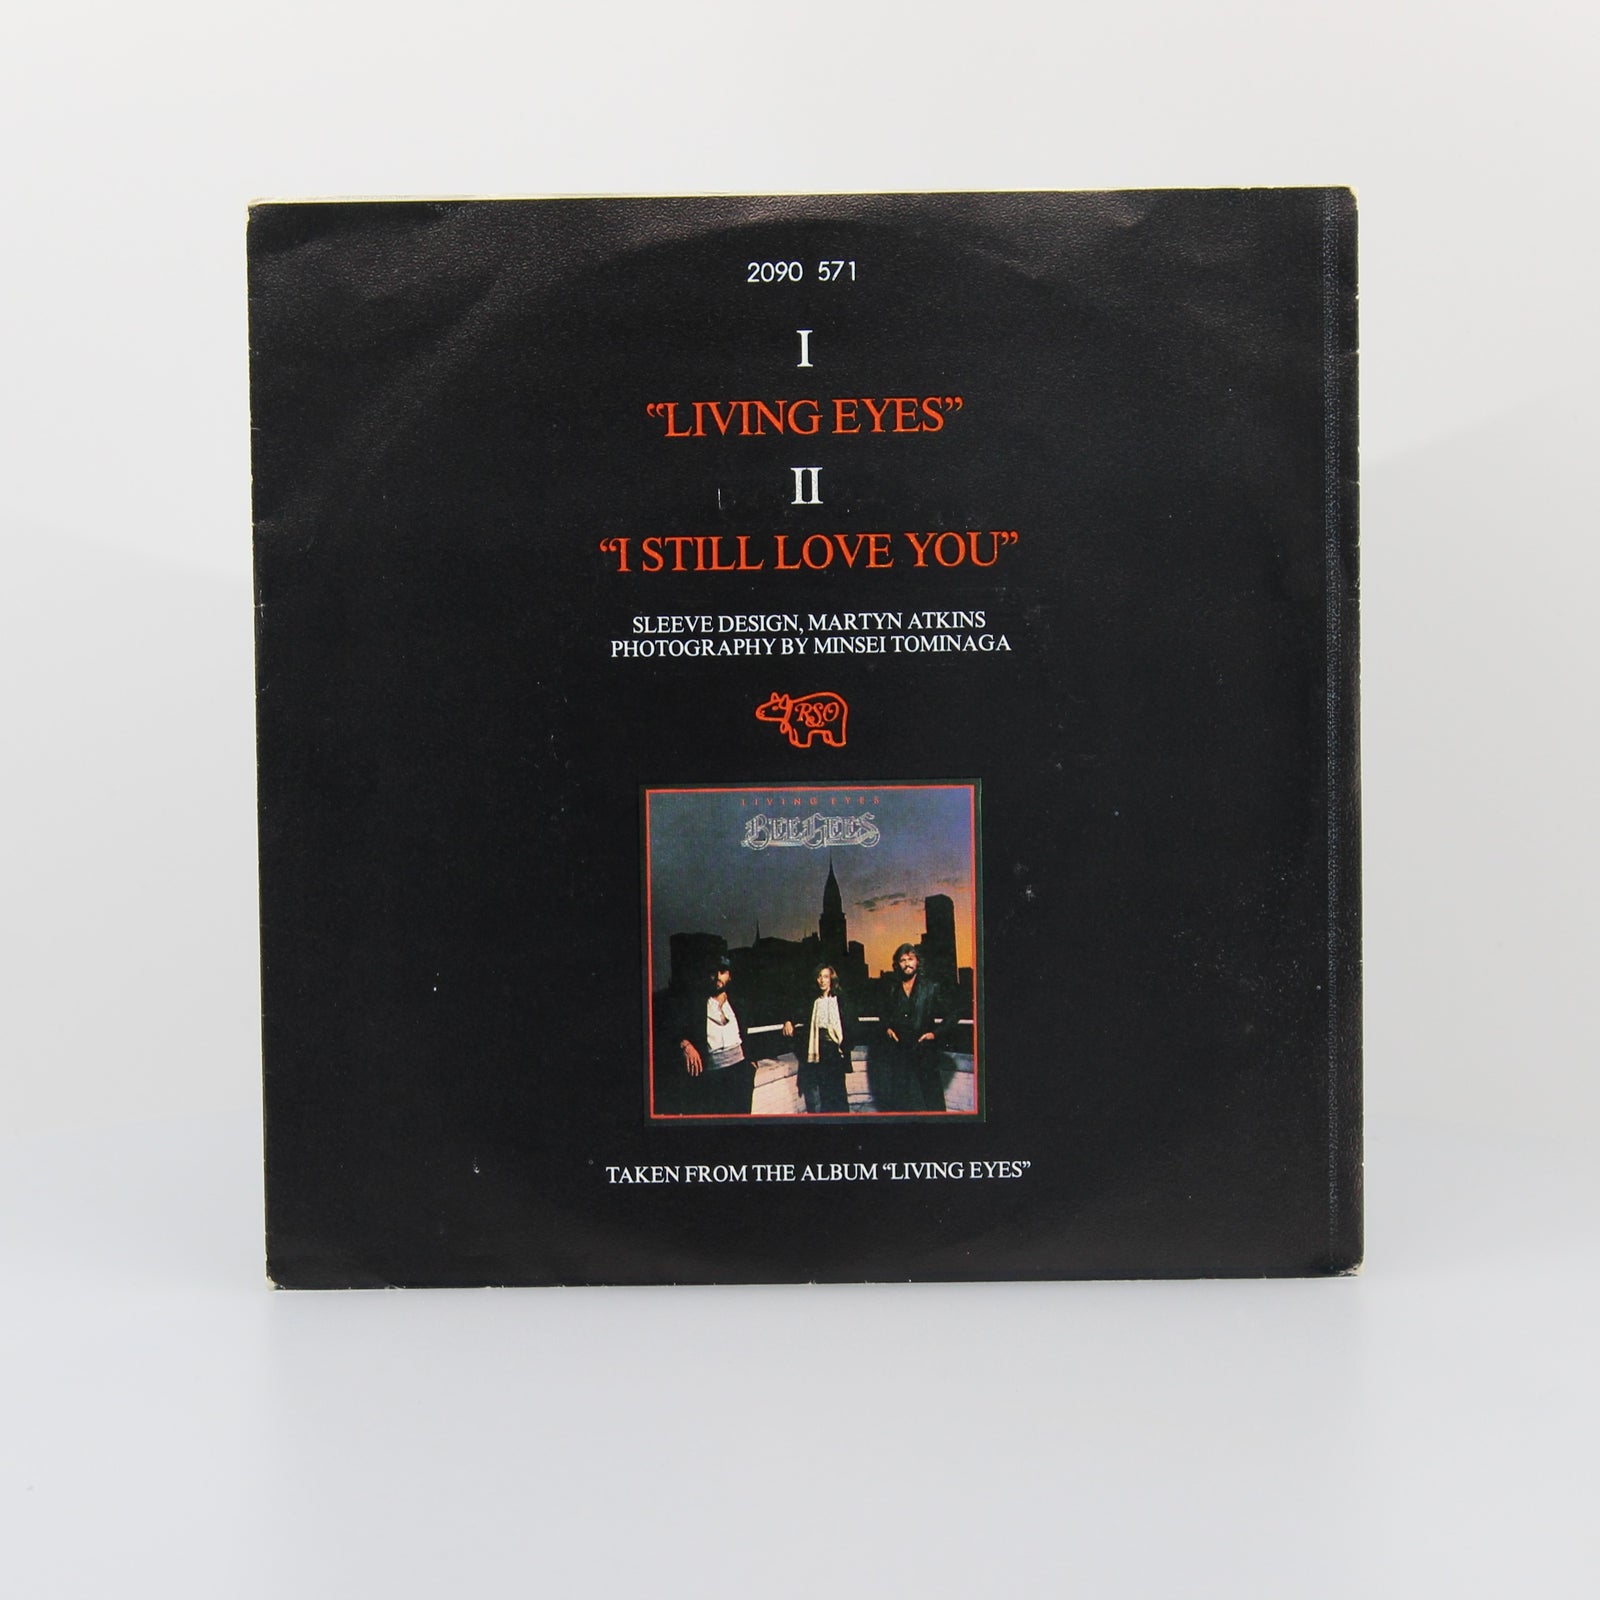 2090 571
I
“LIVING EYES”
II
“I STILL LOVE YOU”
SLEEVE DESIGN, MARTYN ATKINS
PHOTOGRAPHY BY MINSEI TOMINAGA
RSO
LIVING EYES
BEE GEES
TAKEN FROM THE ALBUM “LIVING EYES”